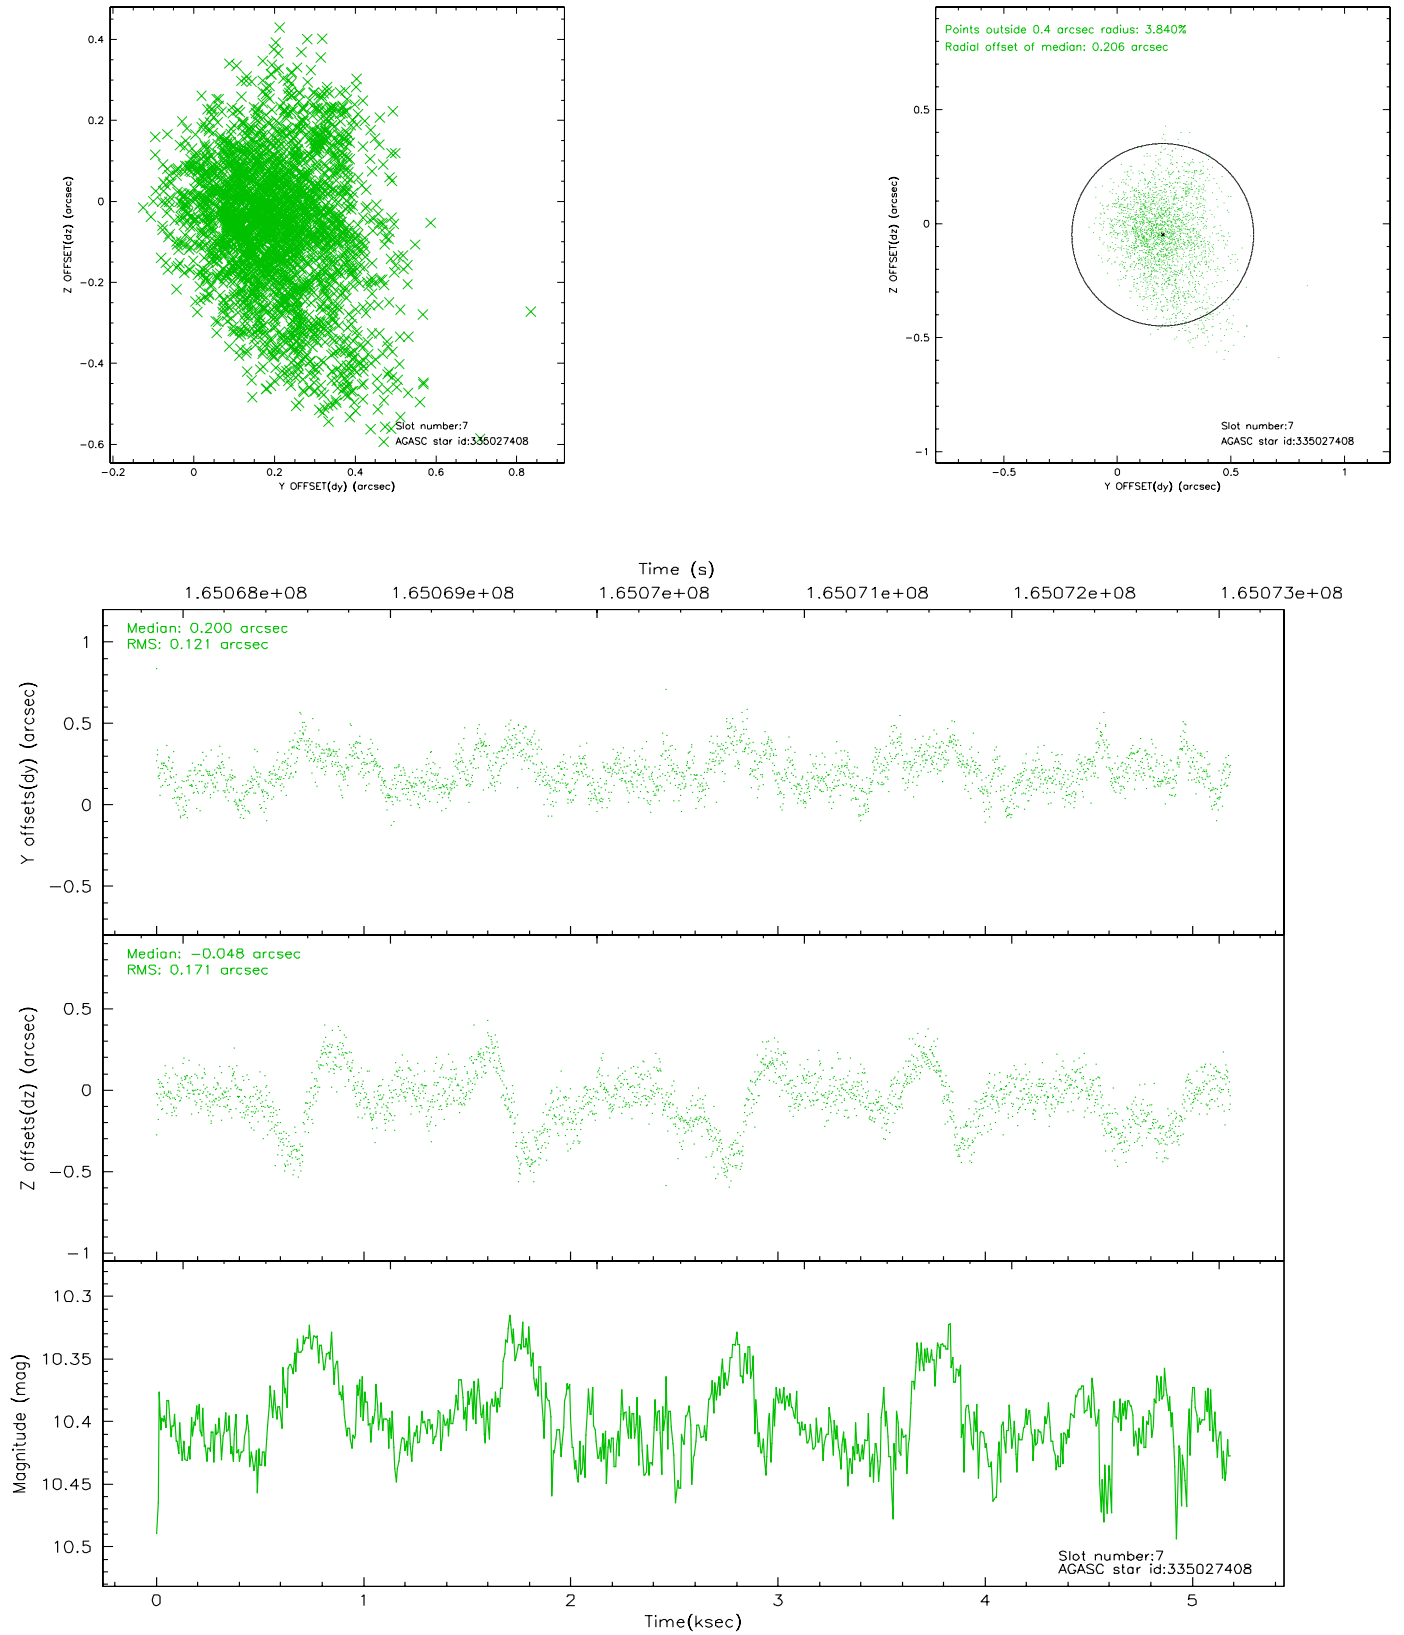 0.4
0.2
0
−0.2
−0.4
−0.6
Z OFFSET(dz) (arcsec)
−0.2 0 0.2 0.4 0.6 0.8
Y OFFSET(dy) (arcsec)
Slot number:7
AGASC star id:335027408
Points outside 0.4 arcsec radius: 3.840%
Radial offset of median: 0.206 arcsec
0.5
0
−0.5
−1
Z OFFSET(dz) (arcsec)
−0.5 0 0.5 1
Y OFFSET(dy) (arcsec)
Slot number:7
AGASC star id:335027408
Time (s)
1.65068e+08 1.65069e+08 1.6507e+08 1.65071e+08 1.65072e+08 1.65073e+08
Median: 0.200 arcsec
RMS: 0.121 arcsec
1
0.5
0
−0.5
Y offsets(dy) (arcsec)
Median: −0.048 arcsec
RMS: 0.171 arcsec
0.5
0
−0.5
−1
Z offsets(dz) (arcsec)
10.3
10.35
10.4
10.45
10.5
Magnitude (mag)
Slot number:7
AGASC star id:335027408
0 1 2 3 4 5
Time(ksec)